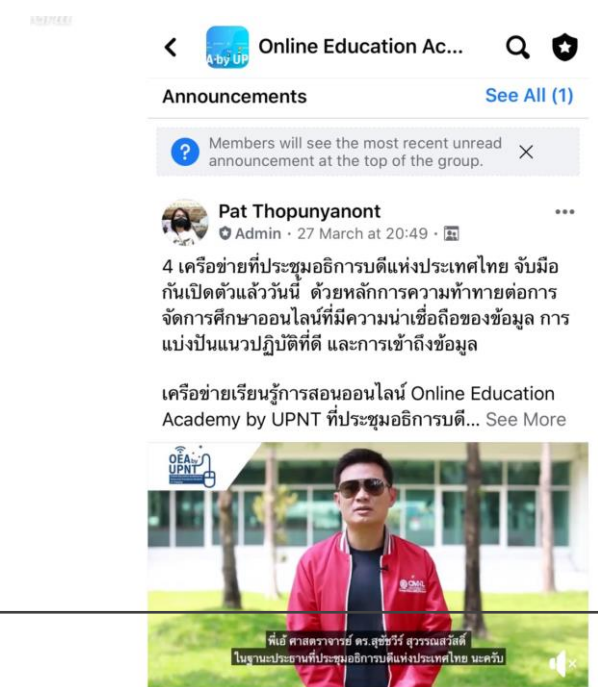 Online Education Ac...
A-by UP
Announcements
See All (1)
Members will see the most recent unread
announcement at the top of the group.
Pat Thopunyanont
Admin · 27 March at 20:49 ·
4 เครือข่ายที่ประชุมอธิการบดีแห่งประเทศไทย จับมือ
กันเปิดตัวแล้ววันนี้ ด้วยหลักการความท้าทายต่อการ
จัดการศึกษาออนไลน์ที่มีความน่าเชื่อถือของข้อมูล การ
แบ่งปันแนวปฏิบัติที่ดี และการเข้าถึงข้อมูล
เครือข่ายเรียนรู้การสอนออนไลน์ Online Education
Academy by UPNT ที่ประชุมอธิการบดี... See More
OEA by
UPNT
CMKL
พี่เอ้ ศาสตราจารย์ ดร.สุชัชวีร์ สุวรรณสวัสดิ์
ในฐานะประธานที่ประชุมอธิการบดีแห่งประเทศไทย นะครับ